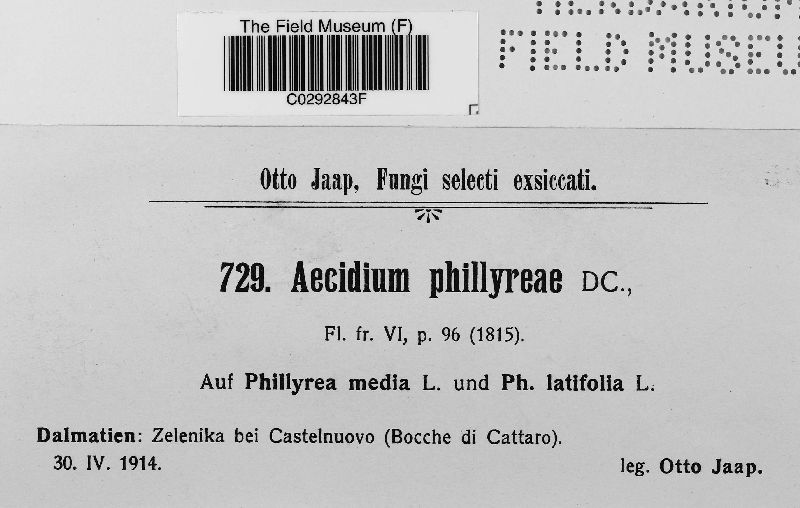 The Field Museum (F)
C0292843F
FIELD MUSEU
Otto Jaap, Fungi selecti exsiccati.
729. Aecidium phillyreae DC.,
Fl. fr. VI, p. 96 (1815).
Auf Phillyrea media L. und Ph. latifolia L.
Dalmatien: Zelenika bei Castelnuovo (Bocche di Cattaro).
30. IV. 1914.
leg. Otto Jaap.